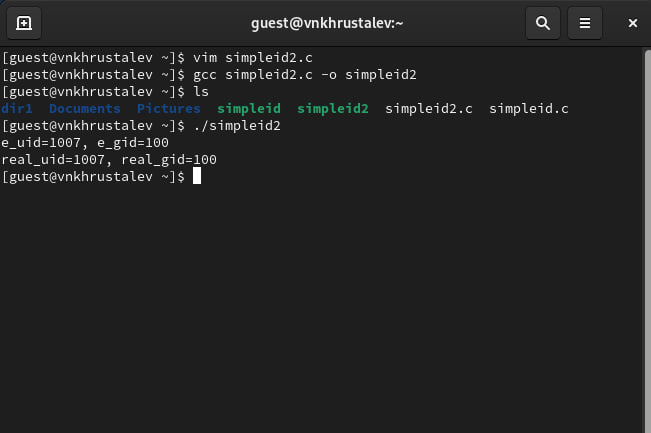 guest@vnkhrustalev:~
[guest@vnkhrustalev ~]$ vim simpleid2.c
[guest@vnkhrustalev ~]$ gcc simpleid2.c -o simpleid2
[guest@vnkhrustalev ~]$ ls
dir1  Documents  Pictures  simpleid  simpleid2  simpleid2.c  simpleid.c
[guest@vnkhrustalev ~]$ ./simpleid2
e_uid=1007, e_gid=100
real_uid=1007, real_gid=100
[guest@vnkhrustalev ~]$